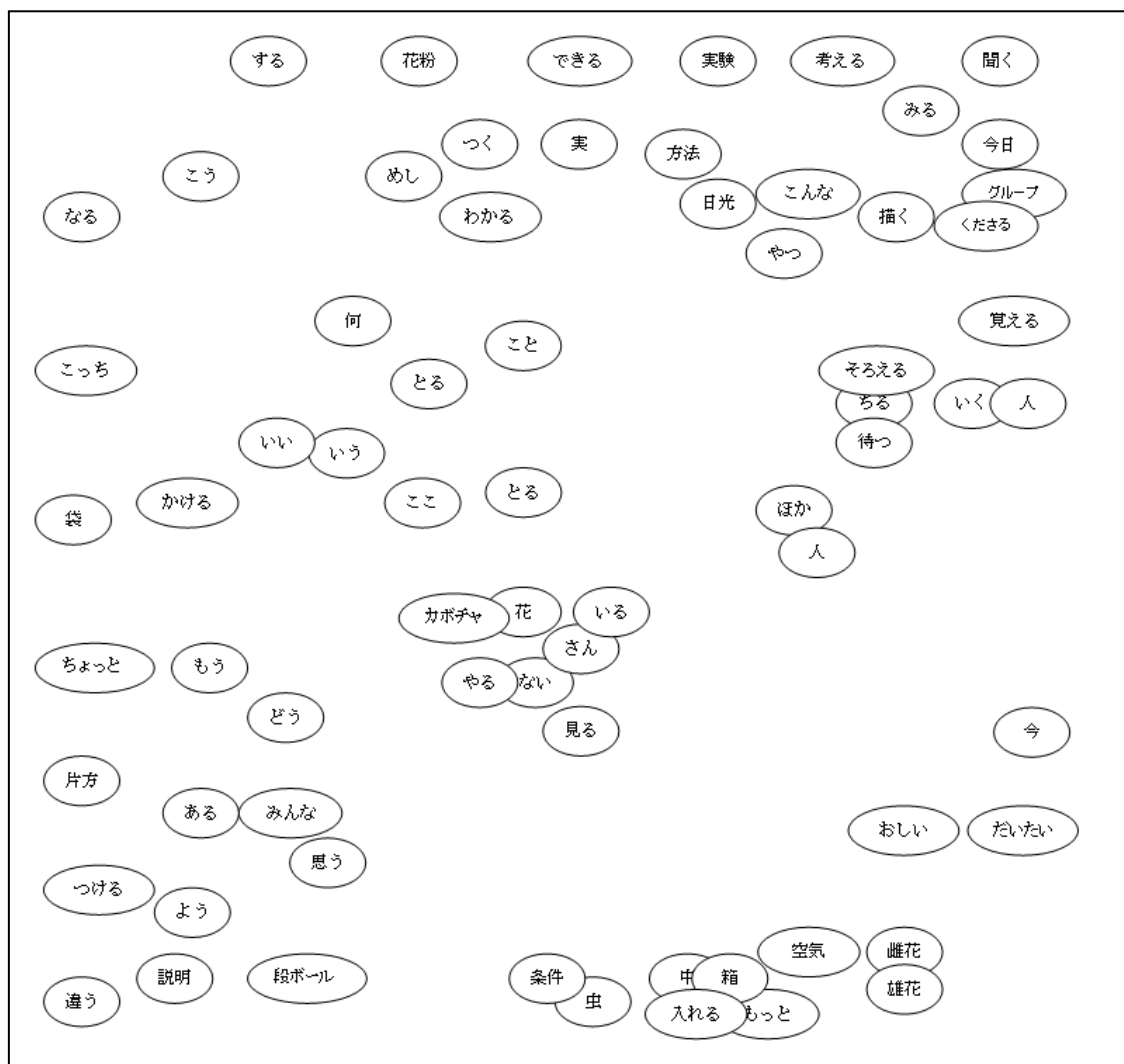 する 花粉 できる 実験 考える 聞く
みる
つく 実 方法 今日
こう めし 日光 こんな グループ
なる わかる 描く くださる
やつ
何 こと 覚える
こっち とる そろえる
ちる いく 人
いい いう 待つ
袋 かける ここ とる ほか
人
カボチャ 花 いる
さん
ちょっと もう やる ない
どう 見る 今
片方
ある みんな おしい だいたい
思う
つける よう
空気 雌花
説明 段ボール 条件 中 箱
違う 虫 入れる もっと 雄花